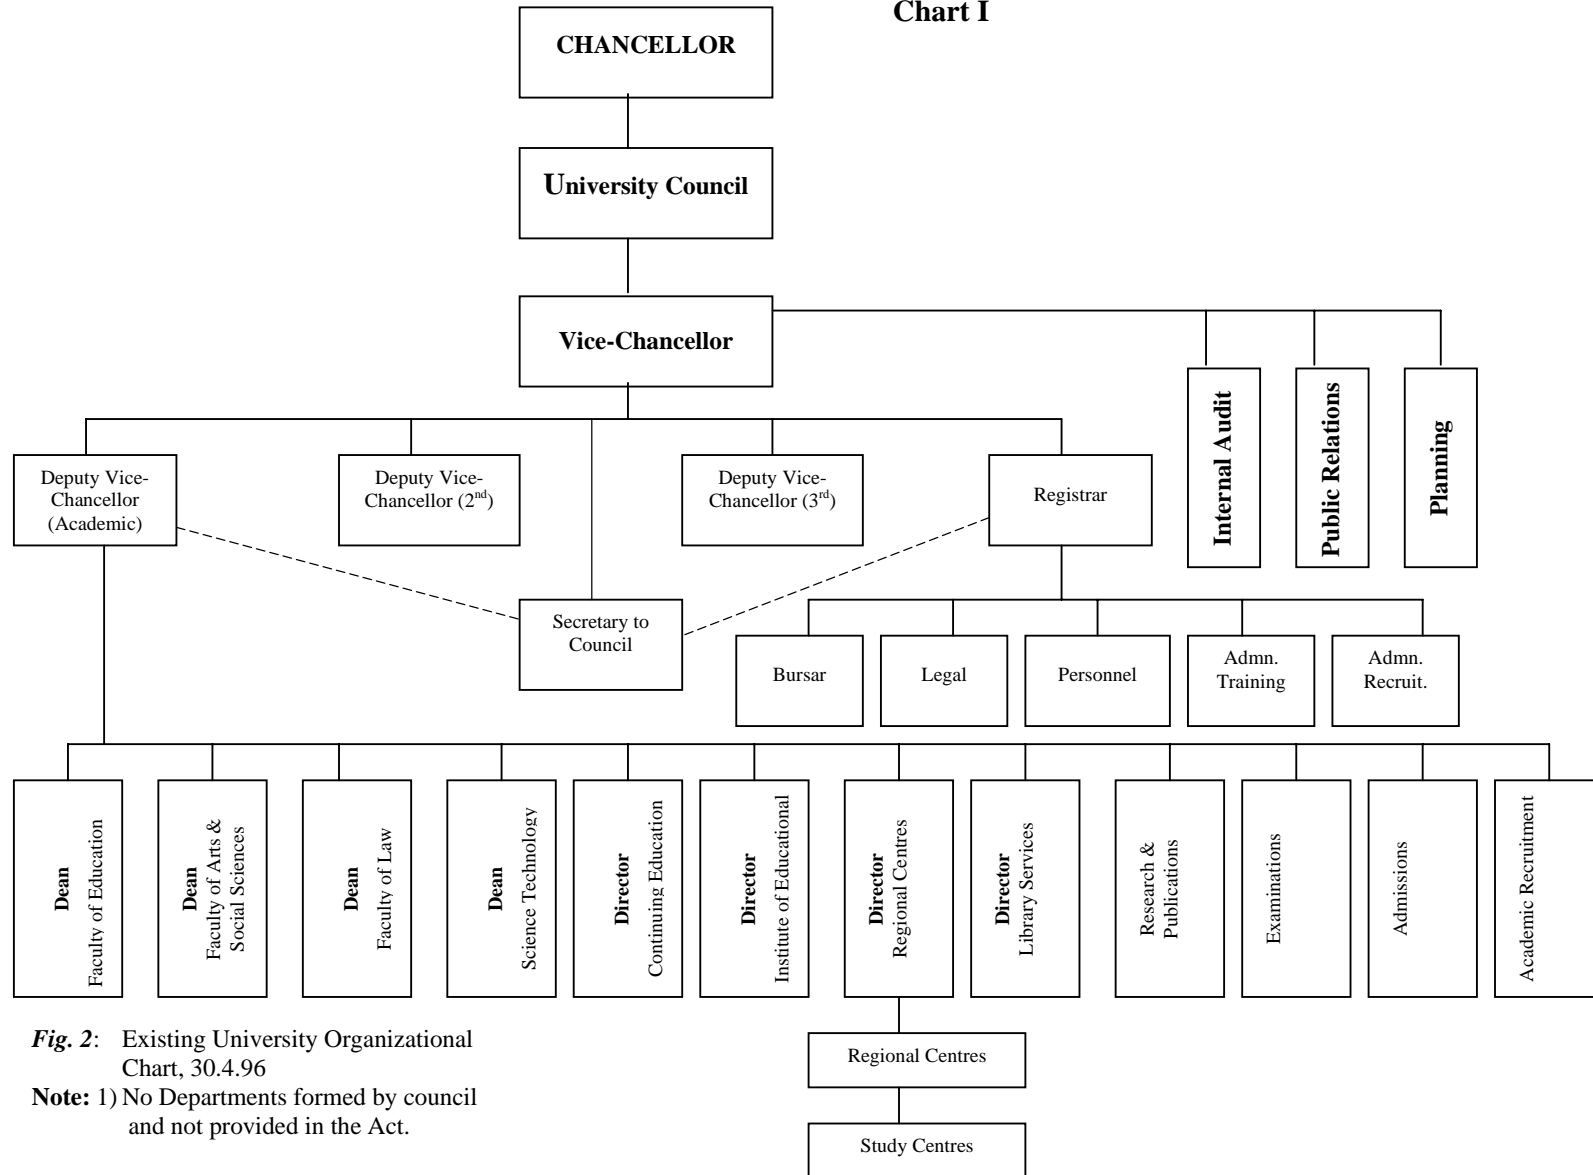 Chart I
CHANCELLOR
University Council
Vice-Chancellor
Internal Audit
Public Relations
Planning
Deputy Vice-
Chancellor
(Academic)
Deputy Vice-
Chancellor (2nd)
Deputy Vice-
Chancellor (3rd)
Registrar
Secretary to
Council
Bursar
Legal
Personnel
Admn.
Training
Admn.
Recruit.
Dean
Faculty of Education
Dean
Faculty of Arts &
Social Sciences
Dean
Faculty of Law
Dean
Science Technology
Director
Continuing Education
Director
Institute of Educational
Director
Regional Centres
Director
Library Services
Research &
Publications
Examinations
Admissions
Academic Recruitment
Regional Centres
Study Centres
Fig. 2: Existing University Organizational
Chart, 30.4.96
Note: 1) No Departments formed by council
and not provided in the Act.